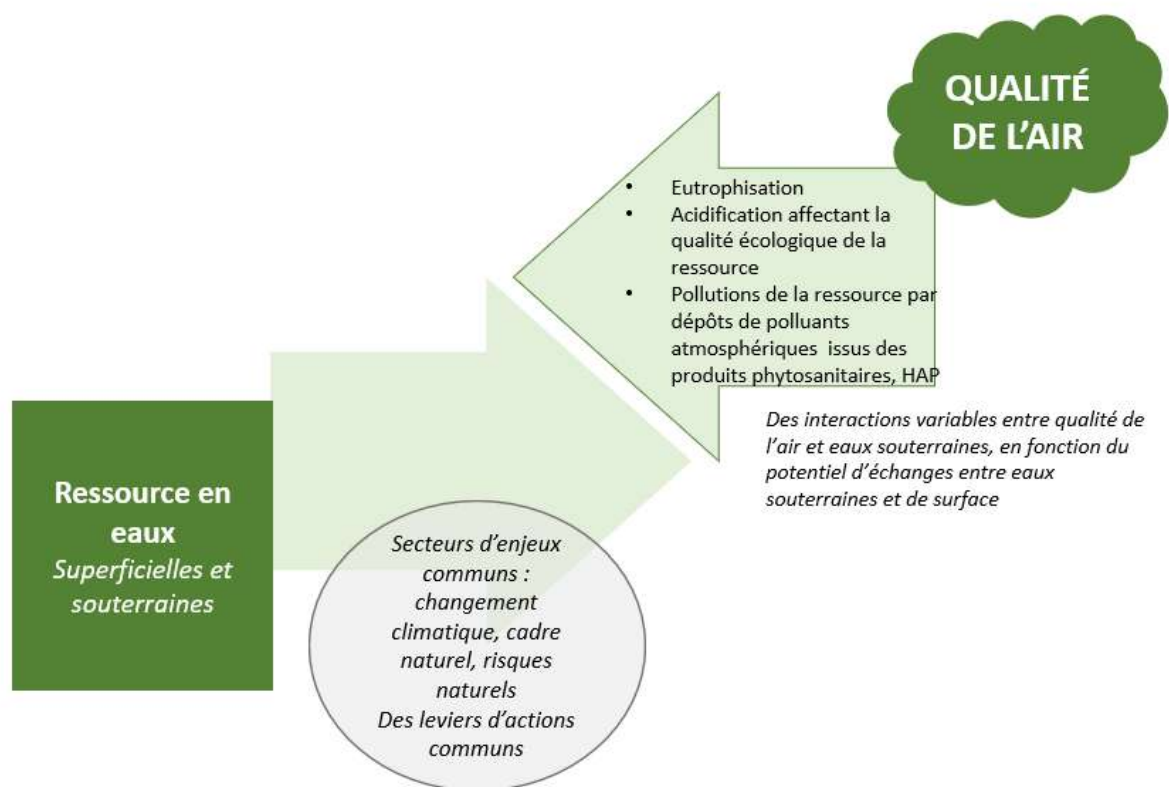 QUALITÉ
DE L’AIR
• Eutrophisation
• Acidification affectant la
qualité écologique de la
ressource
• Pollutions de la ressource par
dépôts de polluants
atmosphériques issus des
produits phytosanitaires, HAP
Des interactions variables entre qualité de
l’air et eaux souterraines, en fonction du
potentiel d’échanges entre eaux
souterraines et de surface
Ressource en
eaux
Superficielles et
souterraines
Secteurs d’enjeux
communs :
changement
climatique, cadre
naturel, risques
naturels
Des leviers d’actions
communs